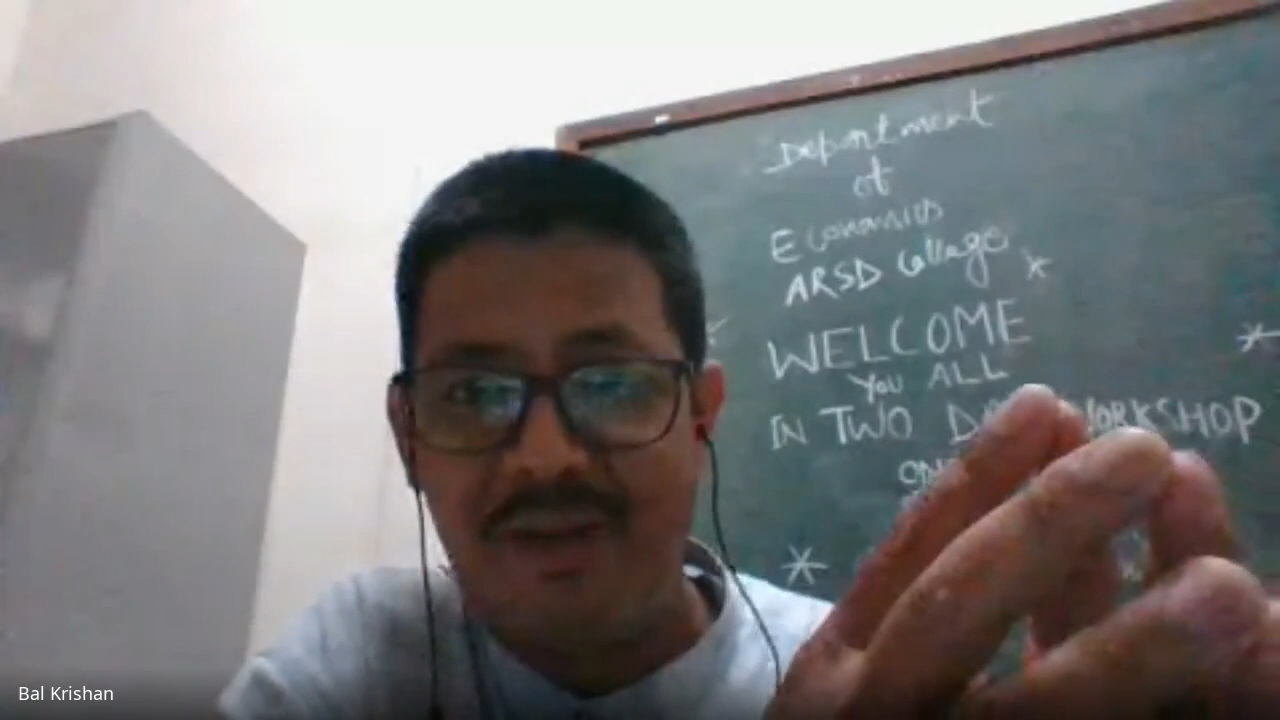 Department
of
Economics
ARSD College
WELCOME
You ALL
IN TWO WORKSHOP
Bal Krishan